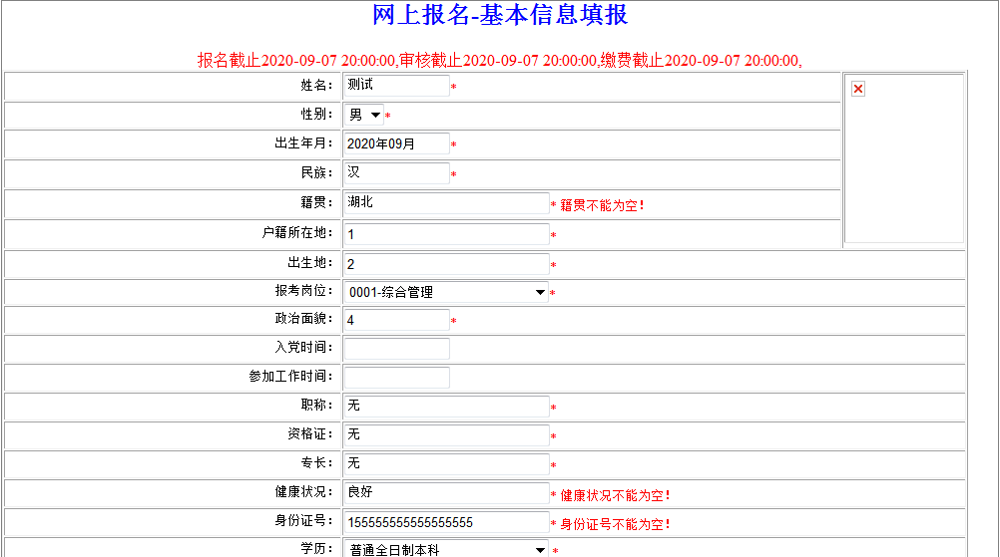 网上报名-基本信息填报
报名截止2020-09-07 20:00:00,审核截止2020-09-07 20:00:00,缴费截止2020-09-07 20:00:00,
姓名： 测试 *
性别： 男 *
出生年月： 2020年09月 *
民族： 汉 *
籍贯： 湖北 * 籍贯不能为空！
户籍所在地： 1 *
出生地： 2 *
报考岗位： 0001-综合管理 *
政治面貌： 4 *
入党时间：
参加工作时间：
职称： 无 *
资格证： 无 *
专长： 无 *
健康状况： 良好 * 健康状况不能为空！
身份证号： 155555555555555555 * 身份证号不能为空！
学历： 普通全日制本科 *